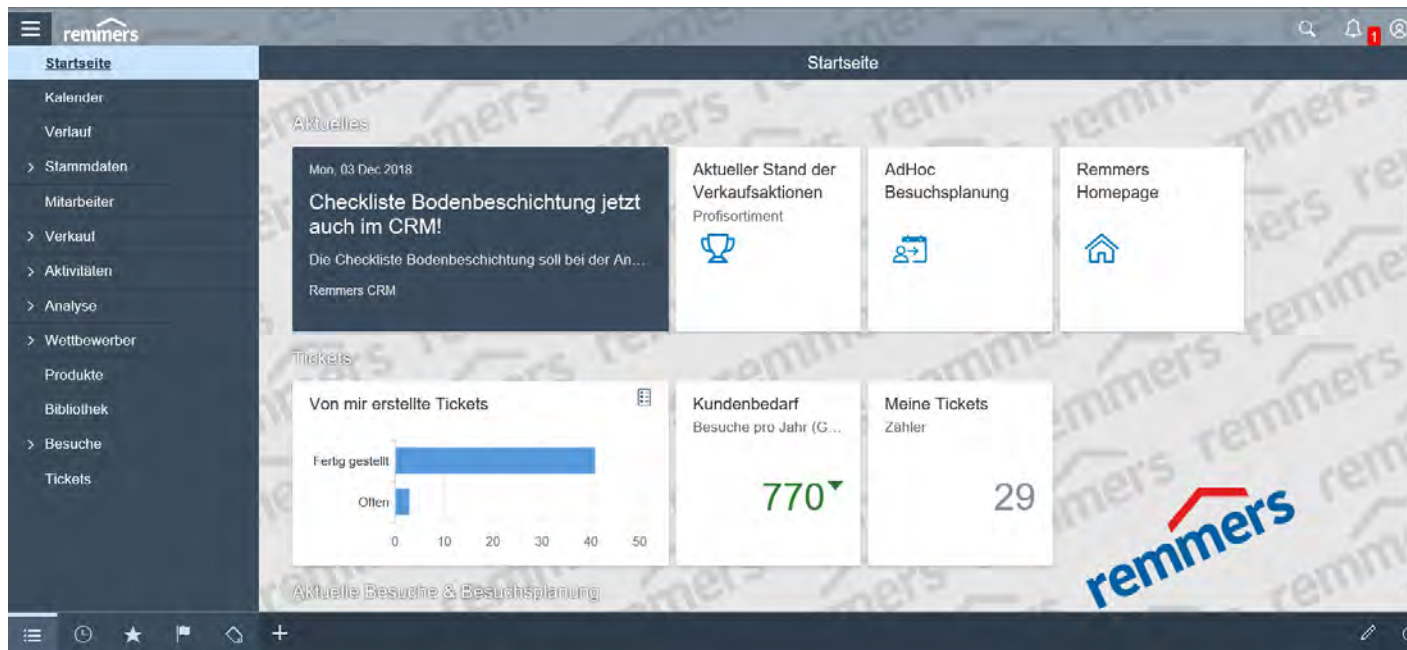 remmers
1
Startseite
Kalender
Verlauf
Stammdaten
Mitarbeiter
Verkauf
Aktivitäten
Analyse
Wettbewerber
Produkte
Bibliothek
Besuche
Tickets
Startseite
Aktuelles
Mon, 03 Dec 2018
Checkliste Bodenbeschichtung jetzt
auch im CRM!
Die Checkliste Bodenbeschichtung soll bei der An...
Remmers CRM
Aktueller Stand der
Verkaufsaktionen
Profisortiment
AdHoc
Besuchsplanung
Remmers
Homepage
Tickets
Von mir erstellte Tickets
Fertig gestellt
Offen
0 10 20 30 40 50
Kundenbedarf
Besuche pro Jahr (G...
770
Meine Tickets
Zähler
29
remmers
Aktuelle Besuche & Besuchsplanung